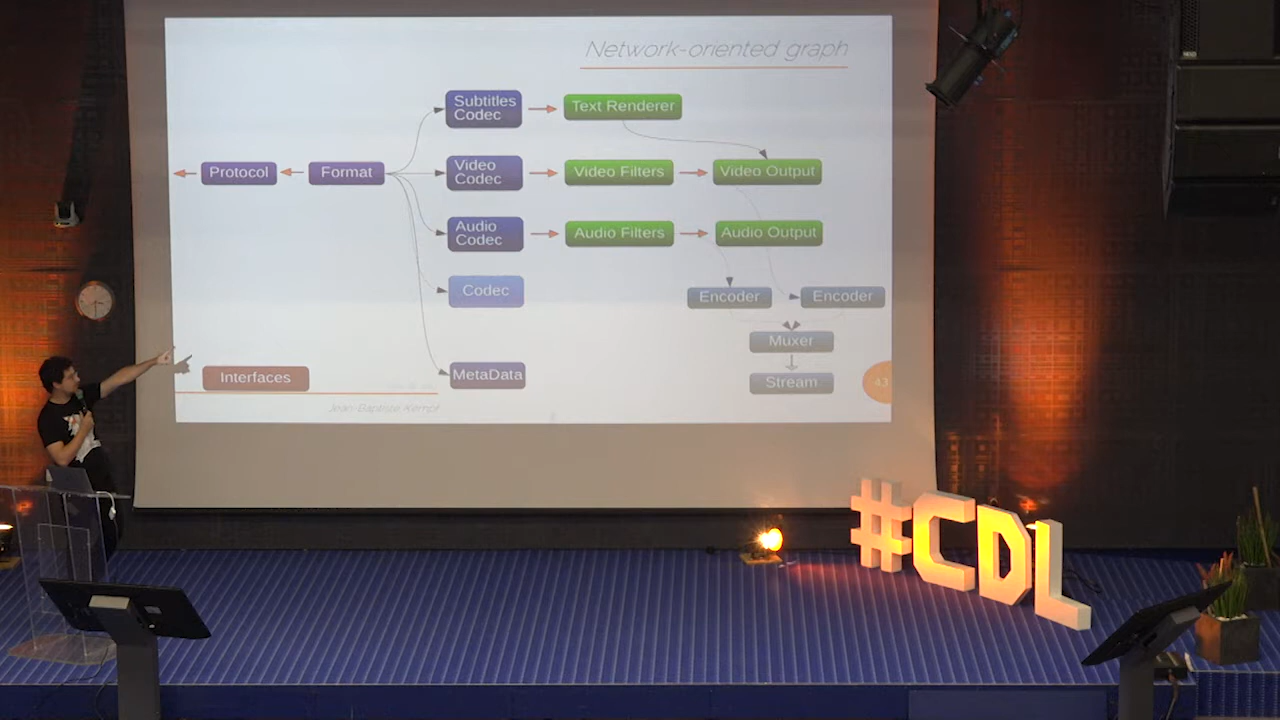 Network-oriented graph
Subtitles
Codec
Text Renderer
Protocol
Format
Video
Codec
Video Filters
Video Output
Audio
Codec
Audio Filters
Audio Output
Codec
Encoder
Encoder
Muxer
Interfaces
MetaData
Stream
43
Jean-Baptiste Kempf
#CDL